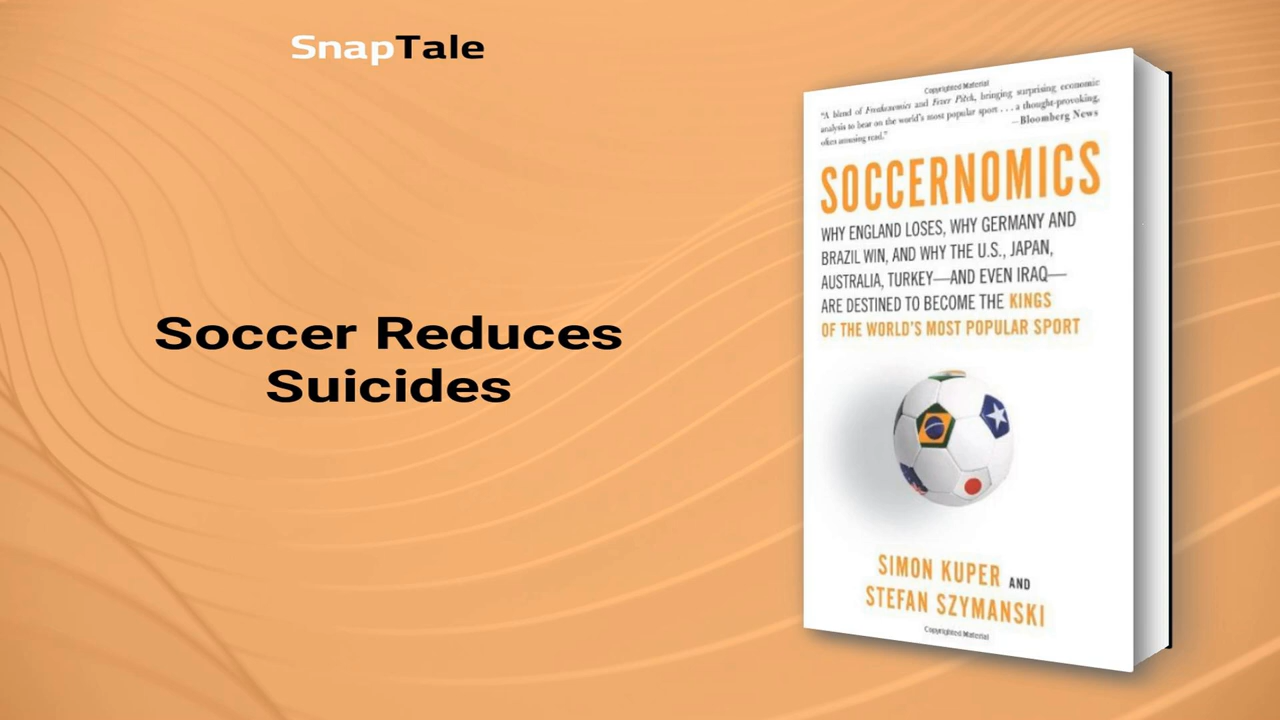 SnapTale
Soccer Reduces
Suicides
Copyrighted Material
"A blend of Freakonomics and Fever Pitch, bringing surprising economic
analysis to bear on the world's most popular sport . . . a thought-provoking,
often amusing read."
—Bloomberg News
SOCCERNOMICS
WHY ENGLAND LOSES, WHY GERMANY AND
BRAZIL WIN, AND WHY THE U.S., JAPAN,
AUSTRALIA, TURKEY—AND EVEN IRAQ—
ARE DESTINED TO BECOME THE KINGS
OF THE WORLD'S MOST POPULAR SPORT
SIMON KUPER AND
STEFAN SZYMANSKI
Copyrighted Material